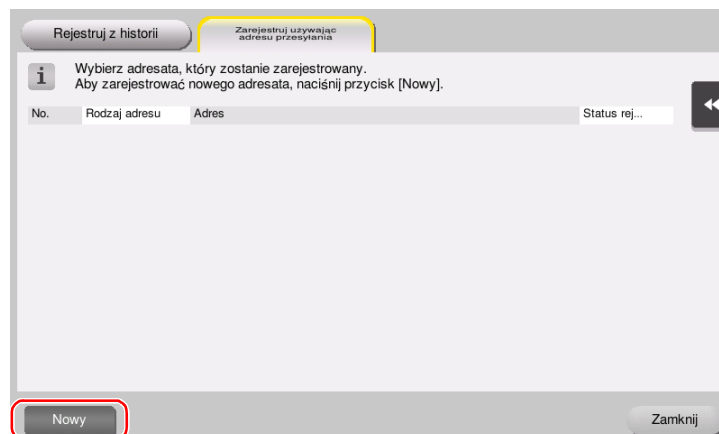 Rejestruj z historii
Zarejestruj używając
adresu przesyłania
Wybierz adresata, który zostanie zarejestrowany.
Aby zarejestrować nowego adresata, naciśnij przycisk [Nowy].
No. Rodzaj adresu Adres Status rej...
Nowy Zamknij